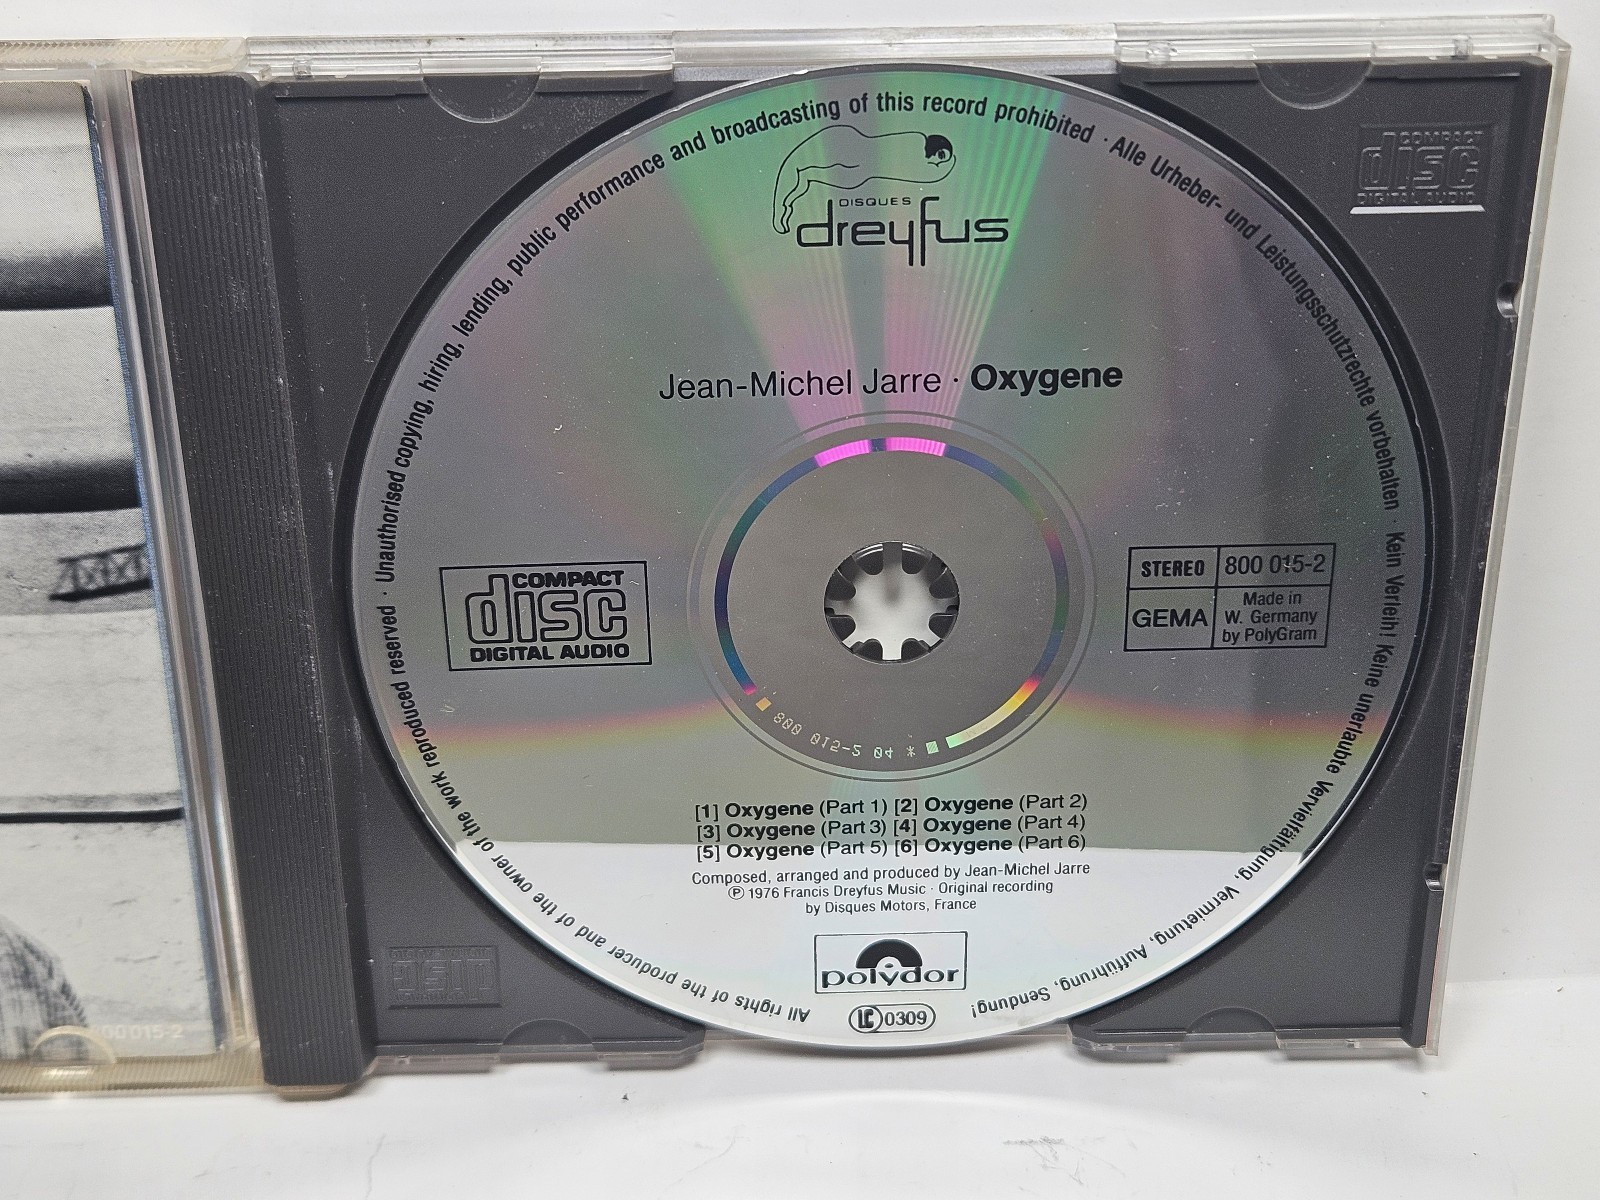 All rights of the producer and of the owner of the work reproduced reserved · Unauthorised copying, hiring, lending, public performance and broadcasting of this record prohibited · Alle Urheber- und Leistungsschutzrechte vorbehalten · Kein Verleih! Keine unerlaubte Vervielfältigung, Vermietung, Aufführung, Sendung!
DISQUES
dreyfus
COMPACT
disc
DIGITAL AUDIO
Jean-Michel Jarre · Oxygene
COMPACT
disc
DIGITAL AUDIO
STEREO 800 015-2
GEMA Made in
W. Germany
by PolyGram
800 015-2 04 *
[1] Oxygene (Part 1) [2] Oxygene (Part 2)
[3] Oxygene (Part 3) [4] Oxygene (Part 4)
[5] Oxygene (Part 5) [6] Oxygene (Part 6)
Composed, arranged and produced by Jean-Michel Jarre
℗ 1976 Francis Dreyfus Music · Original recording
by Disques Motors, France
polydor
LC 0309
800 015-2